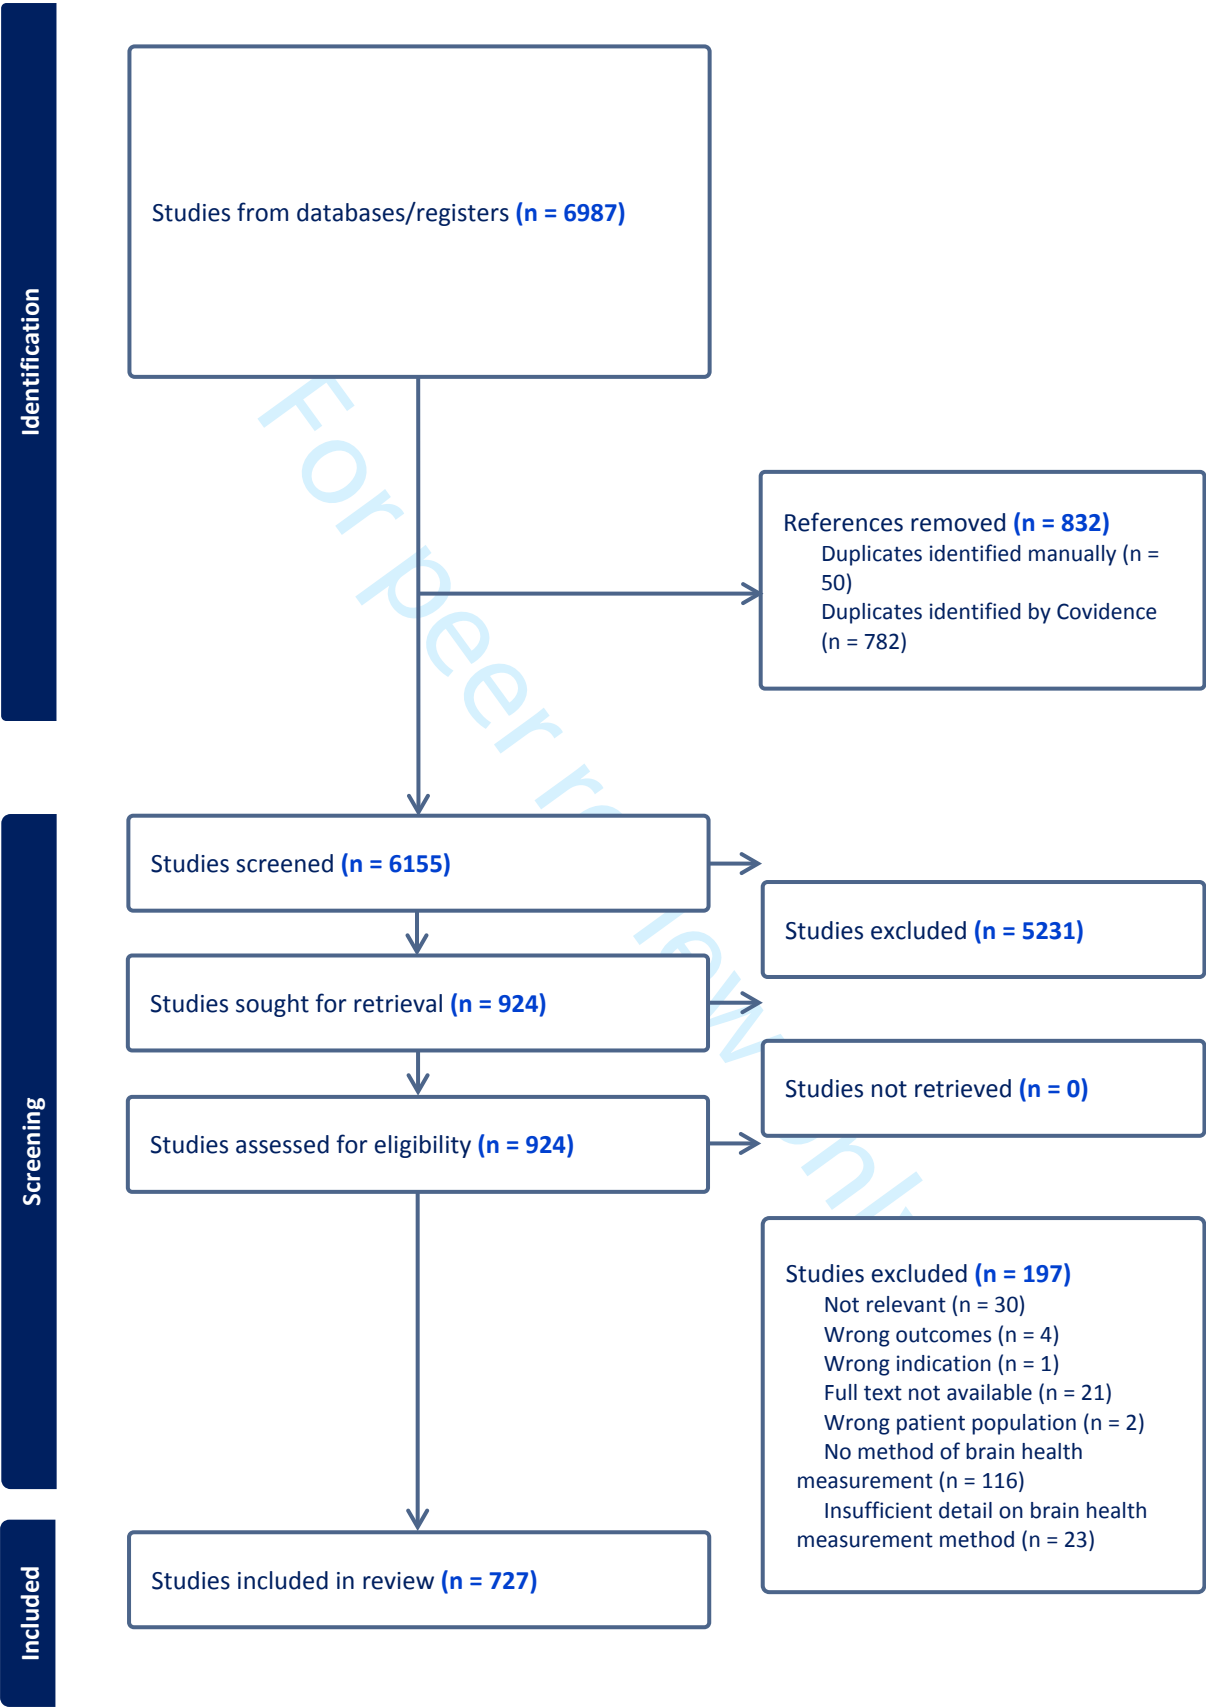 Identification
Studies from databases/registers (n = 6987)
References removed (n = 832)
Duplicates identified manually (n =
50)
Duplicates identified by Covidence
(n = 782)
Screening
Studies screened (n = 6155)
Studies excluded (n = 5231)
Studies sought for retrieval (n = 924)
Studies not retrieved (n = 0)
Studies assessed for eligibility (n = 924)
Studies excluded (n = 197)
Not relevant (n = 30)
Wrong outcomes (n = 4)
Wrong indication (n = 1)
Full text not available (n = 21)
Wrong patient population (n = 2)
No method of brain health
measurement (n = 116)
Insufficient detail on brain health
measurement method (n = 23)
Included
Studies included in review (n = 727)
For peer review only